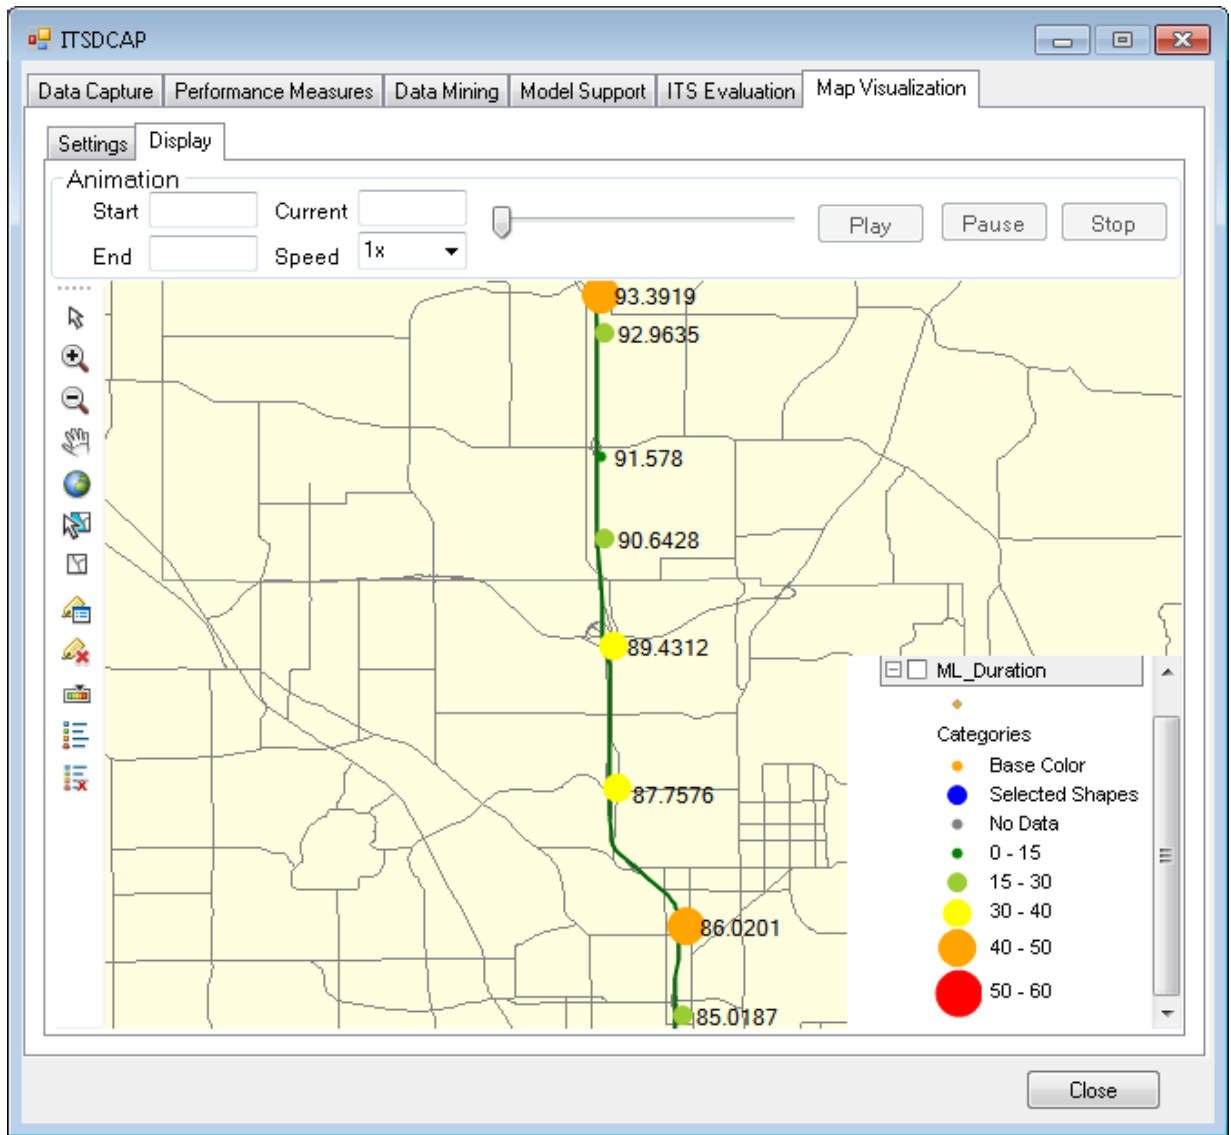 ITSDCAP
Data Capture Performance Measures Data Mining Model Support ITS Evaluation Map Visualization
Settings Display
Animation
Start Current Play Pause Stop
End Speed 1x
93.3919
92.9635
91.578
90.6428
89.4312
87.7576
86.0201
85.0187
ML_Duration
Categories
Base Color
Selected Shapes
No Data
0 - 15
15 - 30
30 - 40
40 - 50
50 - 60
Close